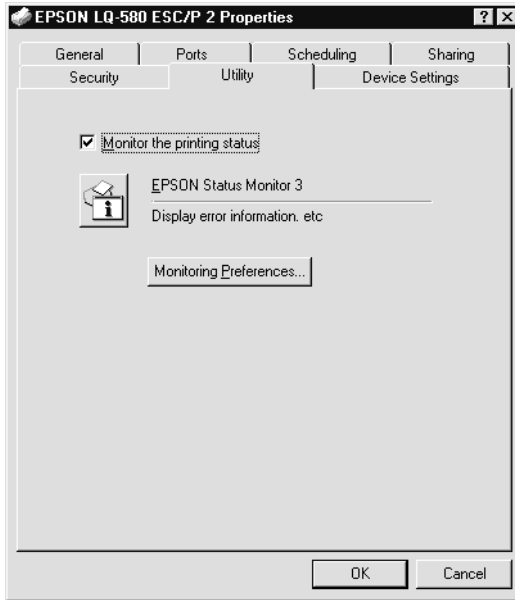 EPSON LQ-580 ESC/P 2 Properties
General Ports Scheduling Sharing
Security Utility Device Settings
Monitor the printing status
EPSON Status Monitor 3
Display error information. etc
Monitoring Preferences...
OK Cancel